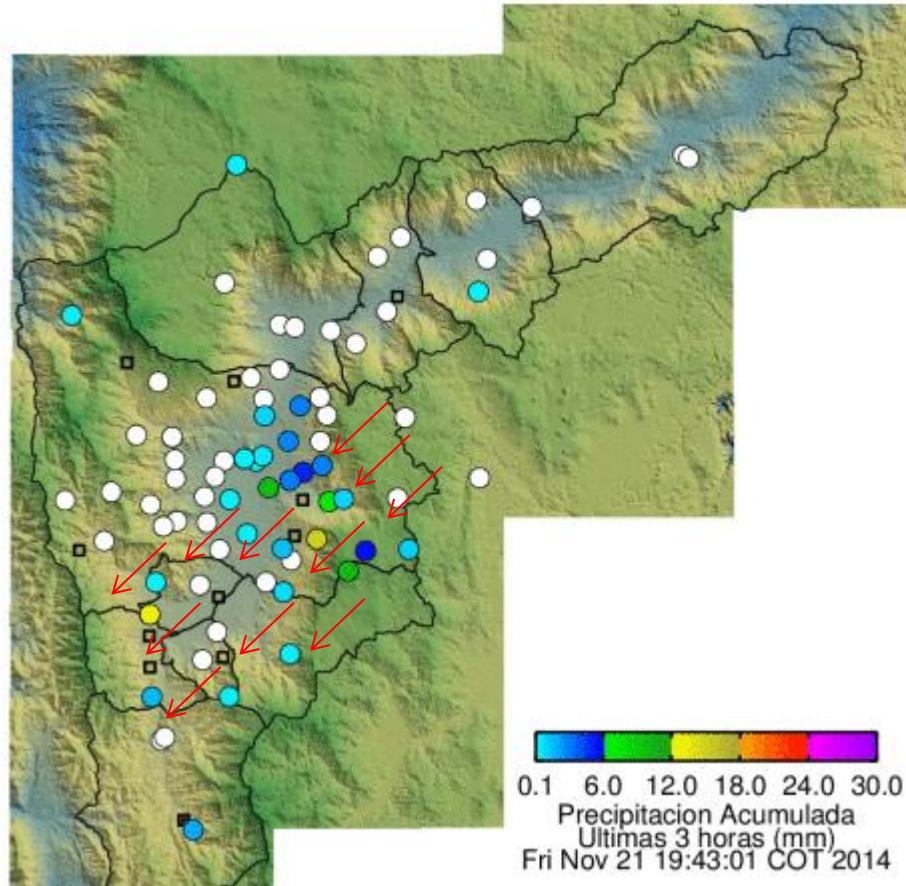 0.1 6.0 12.0 18.0 24.0 30.0
Precipitacion Acumulada
Ultimas 3 horas (mm)
Fri Nov 21 19:43:01 COT 2014